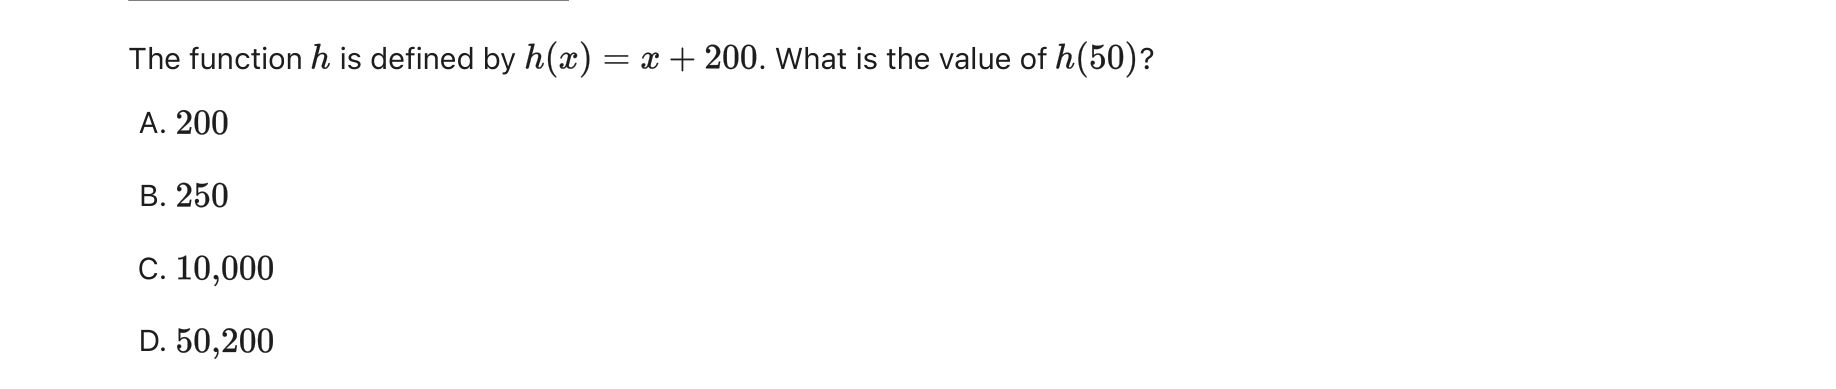 The function h is defined by h(x) = x + 200. What is the value of h(50)?
A. 200
B. 250
C. 10,000
D. 50,200